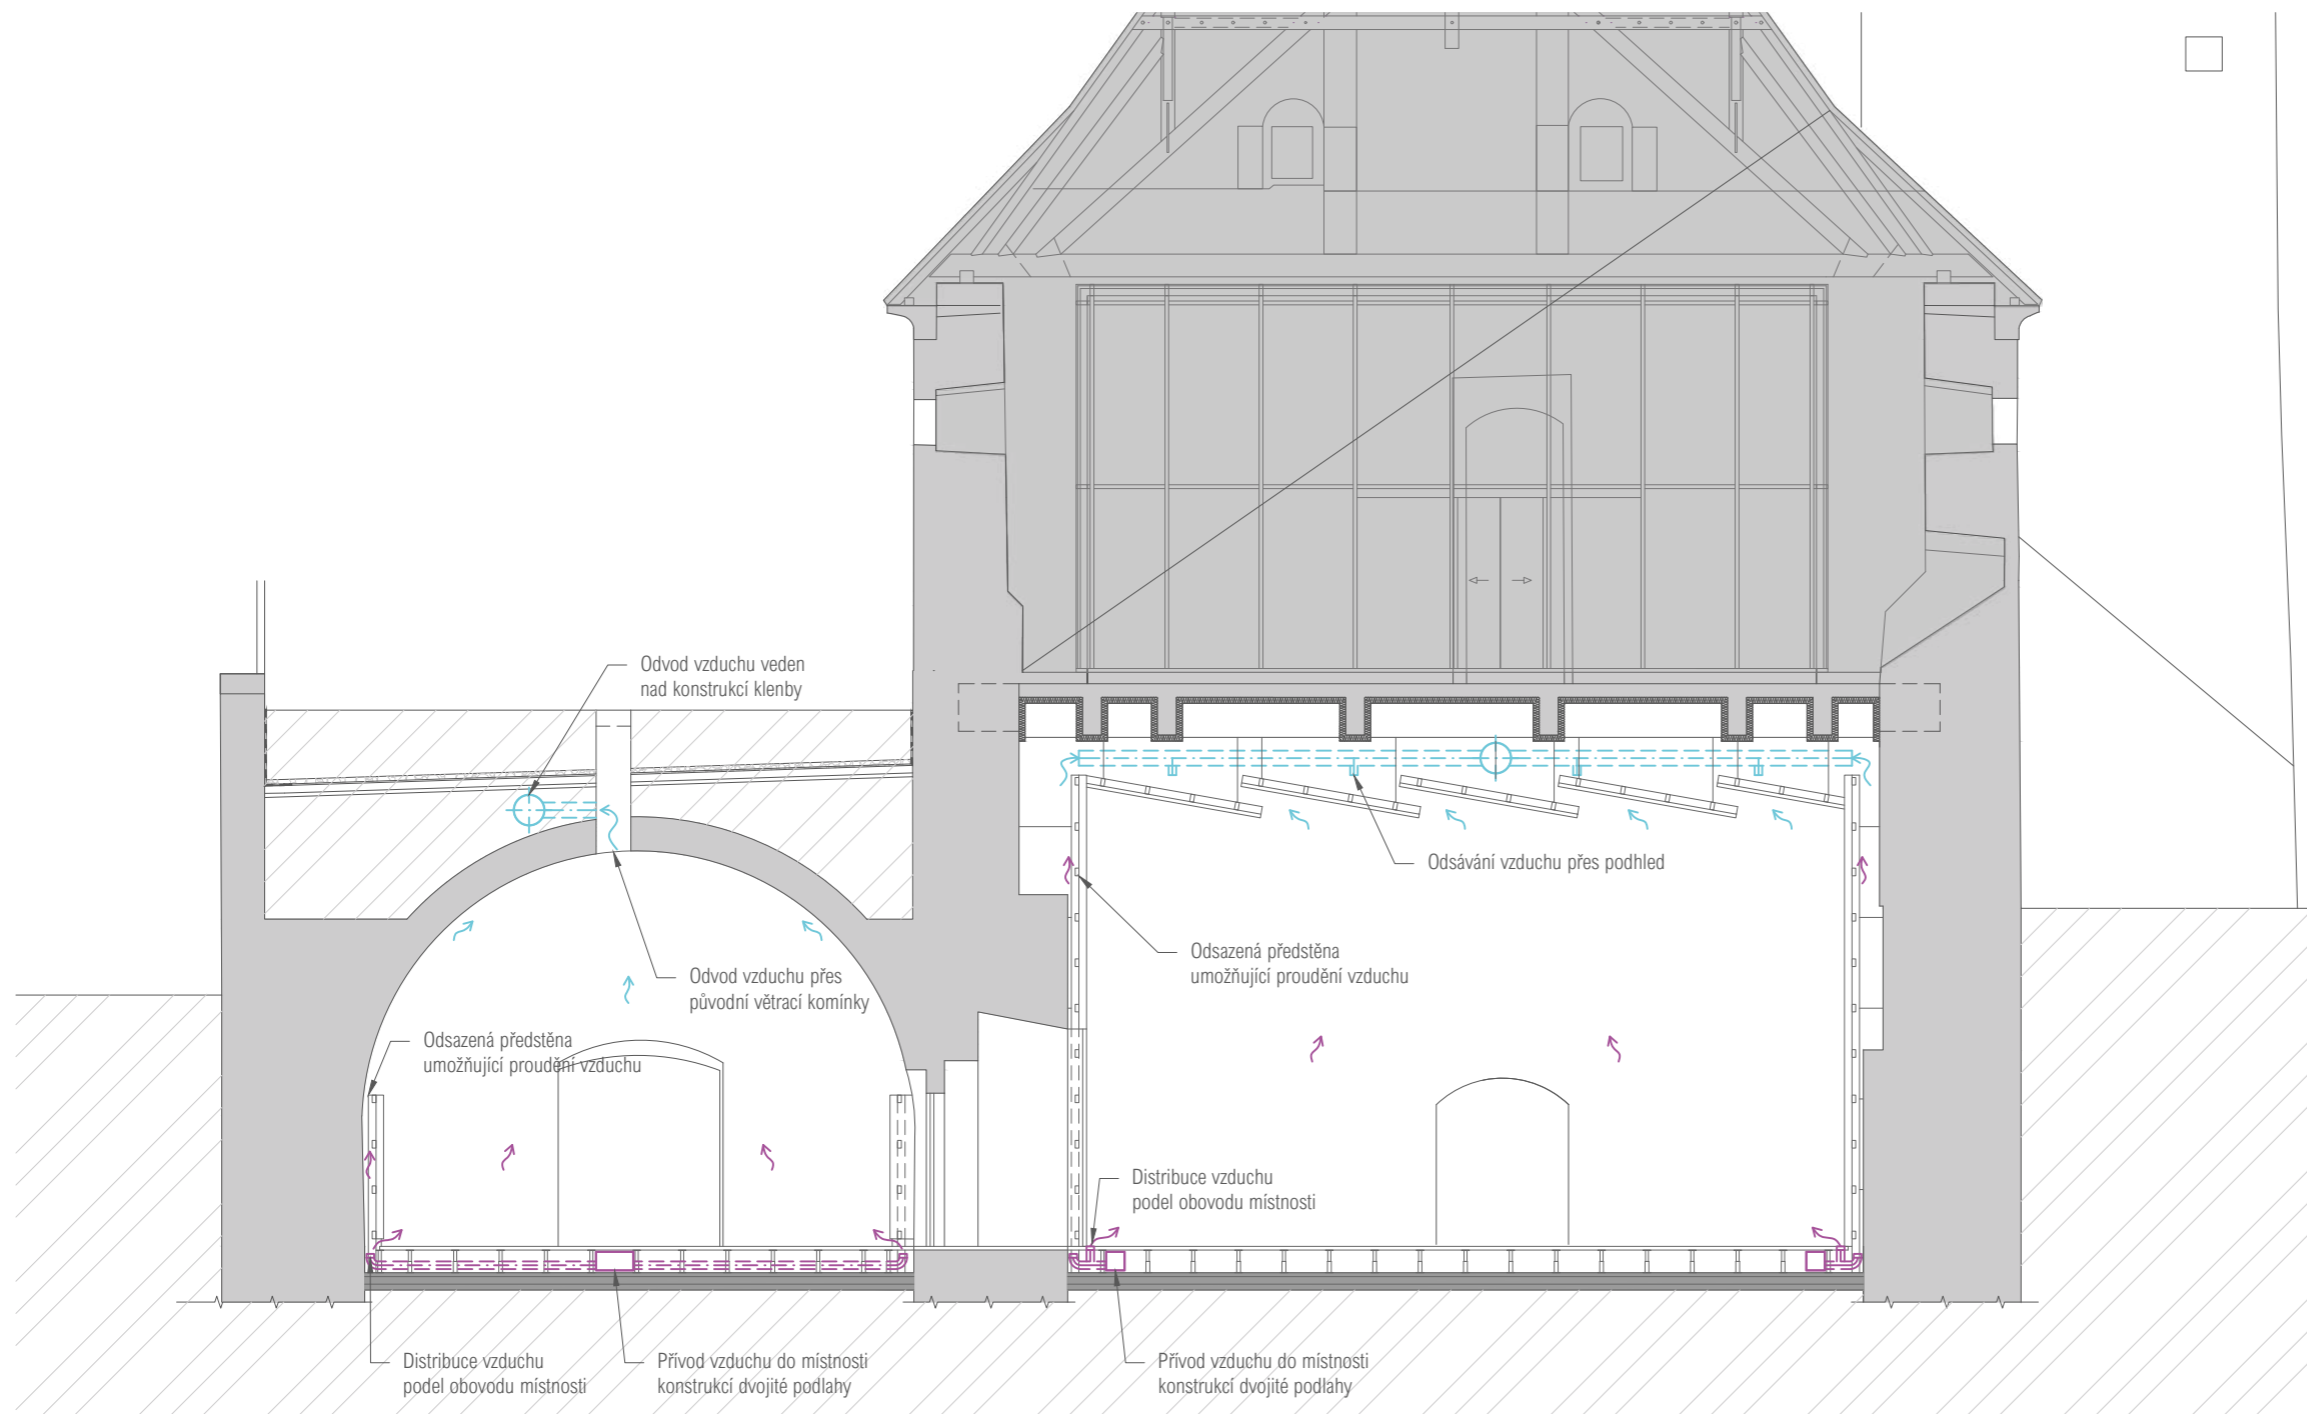 Odvod vzduchu veden
nad konstrukcí klenby
Odsávání vzduchu přes podhled
Odsazená předstěna
umožňující proudění vzduchu
Odvod vzduchu přes
původní větrací komínky
Odsazená předstěna
umožňující proudění vzduchu
Distribuce vzduchu
podel obovodu místnosti
Distribuce vzduchu
podel obovodu místnosti
Přívod vzduchu do místnosti
konstrukcí dvojité podlahy
Přívod vzduchu do místnosti
konstrukcí dvojité podlahy